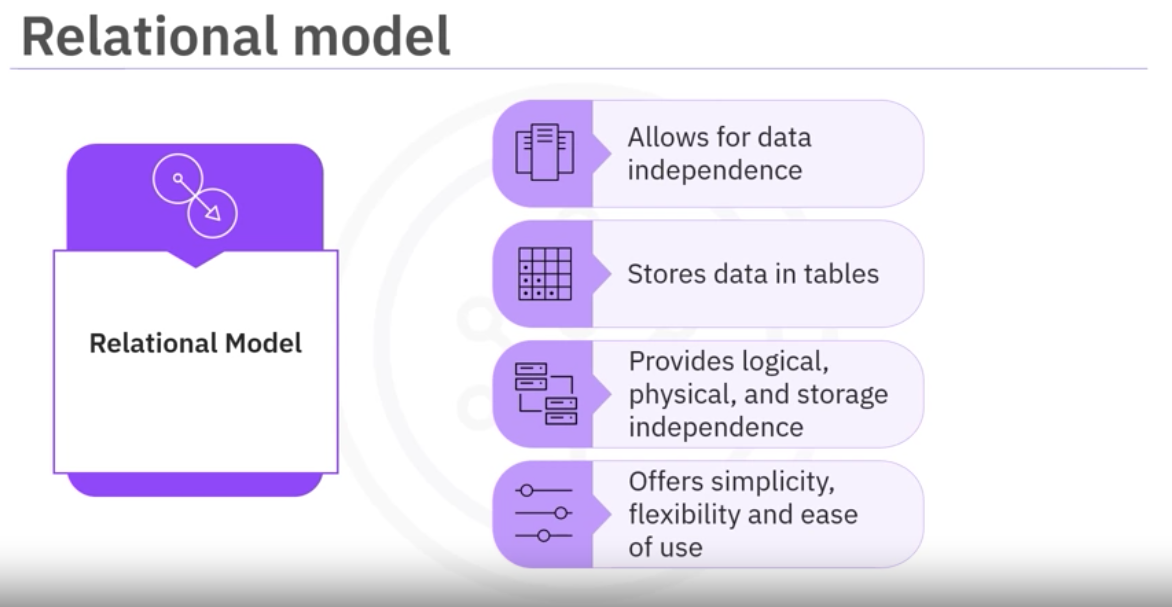 Relational model
Relational Model
Allows for data
independence
Stores data in tables
Provides logical,
physical, and storage
independence
Offers simplicity,
flexibility and ease
of use